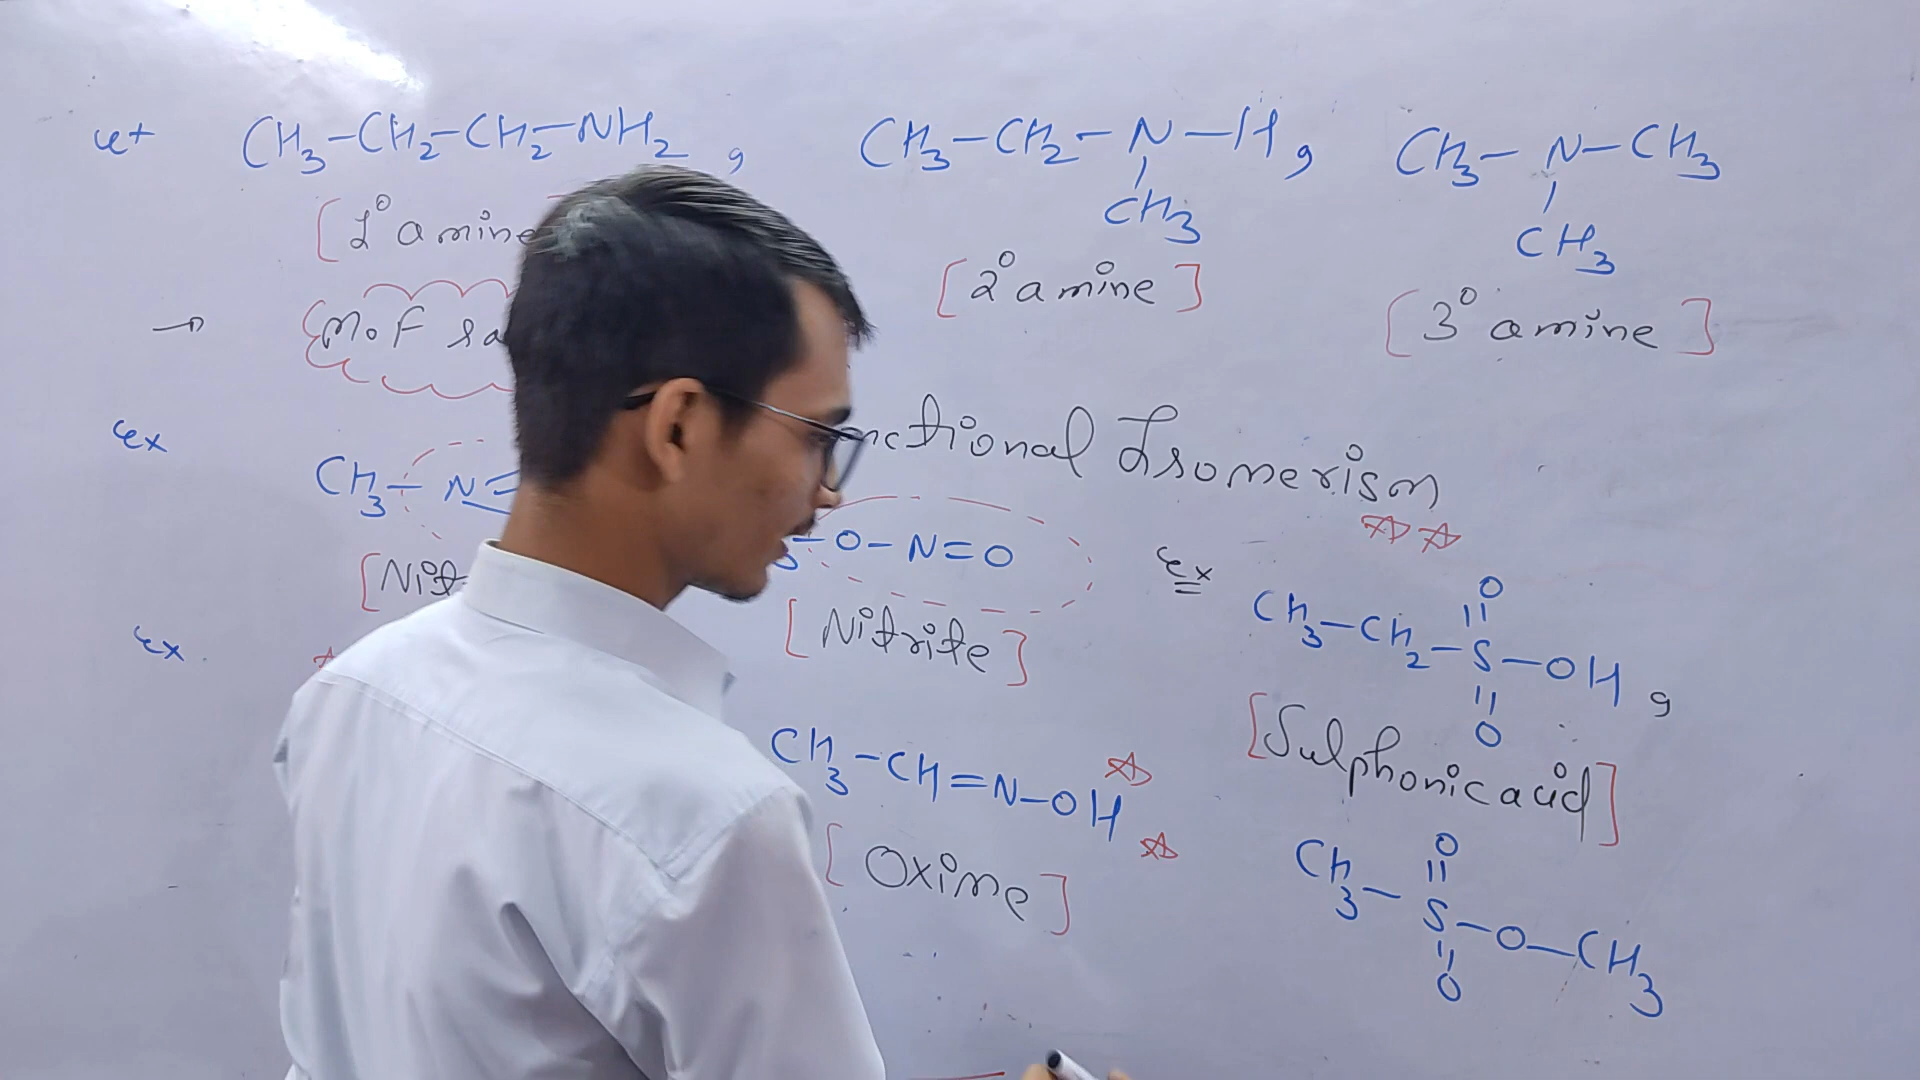 ex CH₃-CH₂-CH₂-NH₂ , CH₃-CH₂-N-H , CH₃-N-CH₃
CH₃ CH₃
[1° amine [2° amine] [3° amine]
→ M.F
ex nctional Isomerism
CH₃-N= -O-N=O
[Nit [Nitrite]
ex O
CH₃-CH₂-S-OH ,
O
[Sulphonic acid]
ex
CH₃-CH=N-OH
[Oxime]
O
CH₃-S-O-CH₃
O